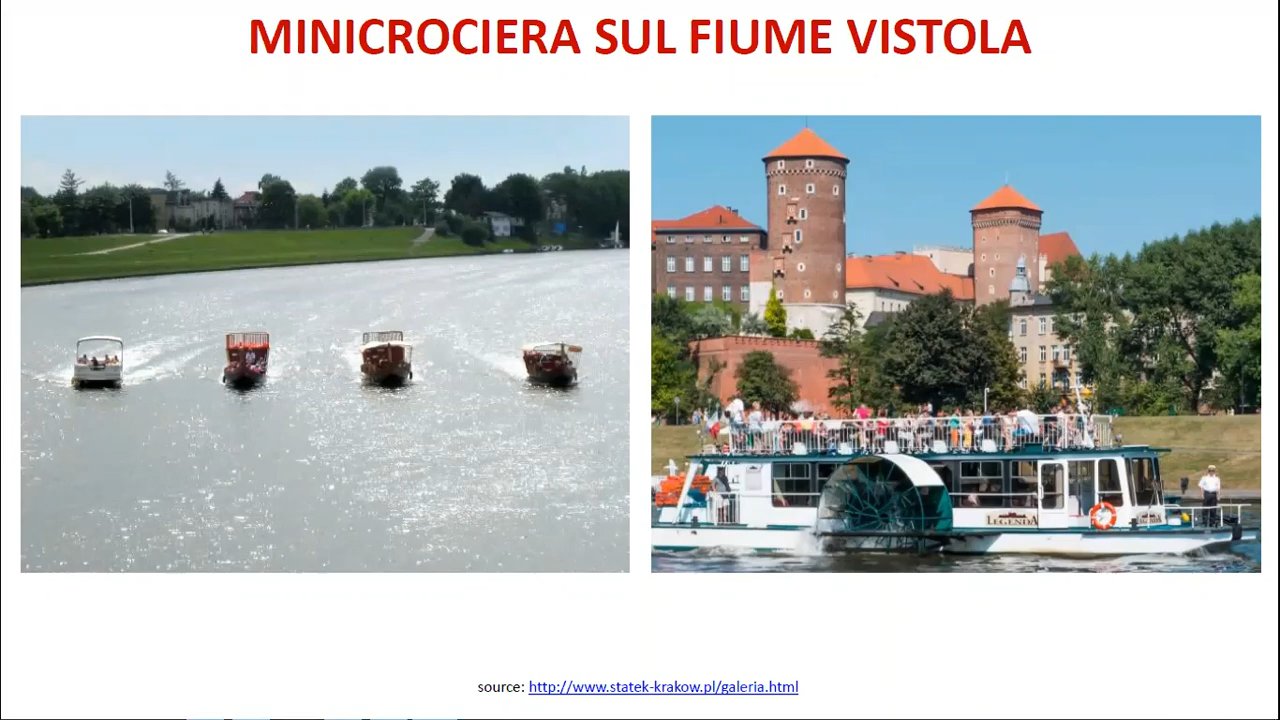 MINICROCIERA SUL FIUME VISTOLA
LEGENDA
source: http://www.statek-krakow.pl/galeria.html